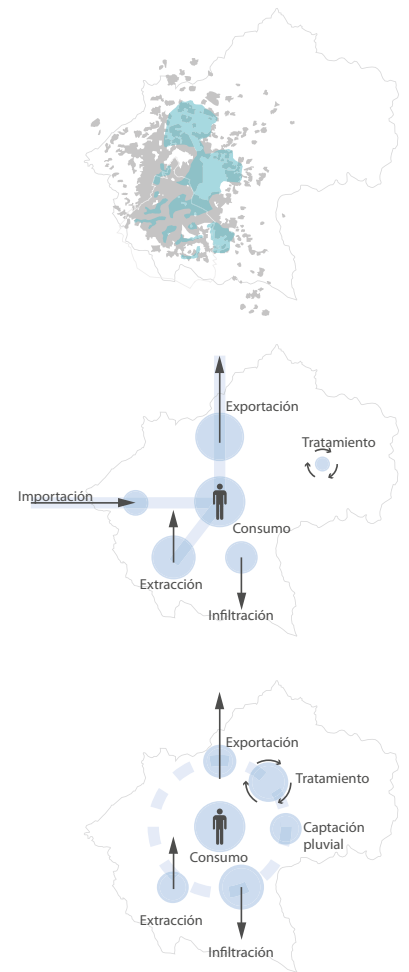 Exportación
Tratamiento
Importación
Consumo
Extracción
Infiltración
Exportación
Tratamiento
Captación
pluvial
Consumo
Extracción
Infiltración